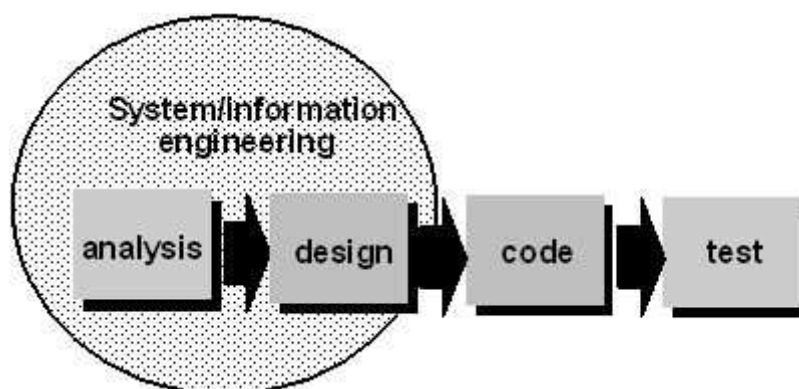 System/information
engineering
analysis
design
code
test